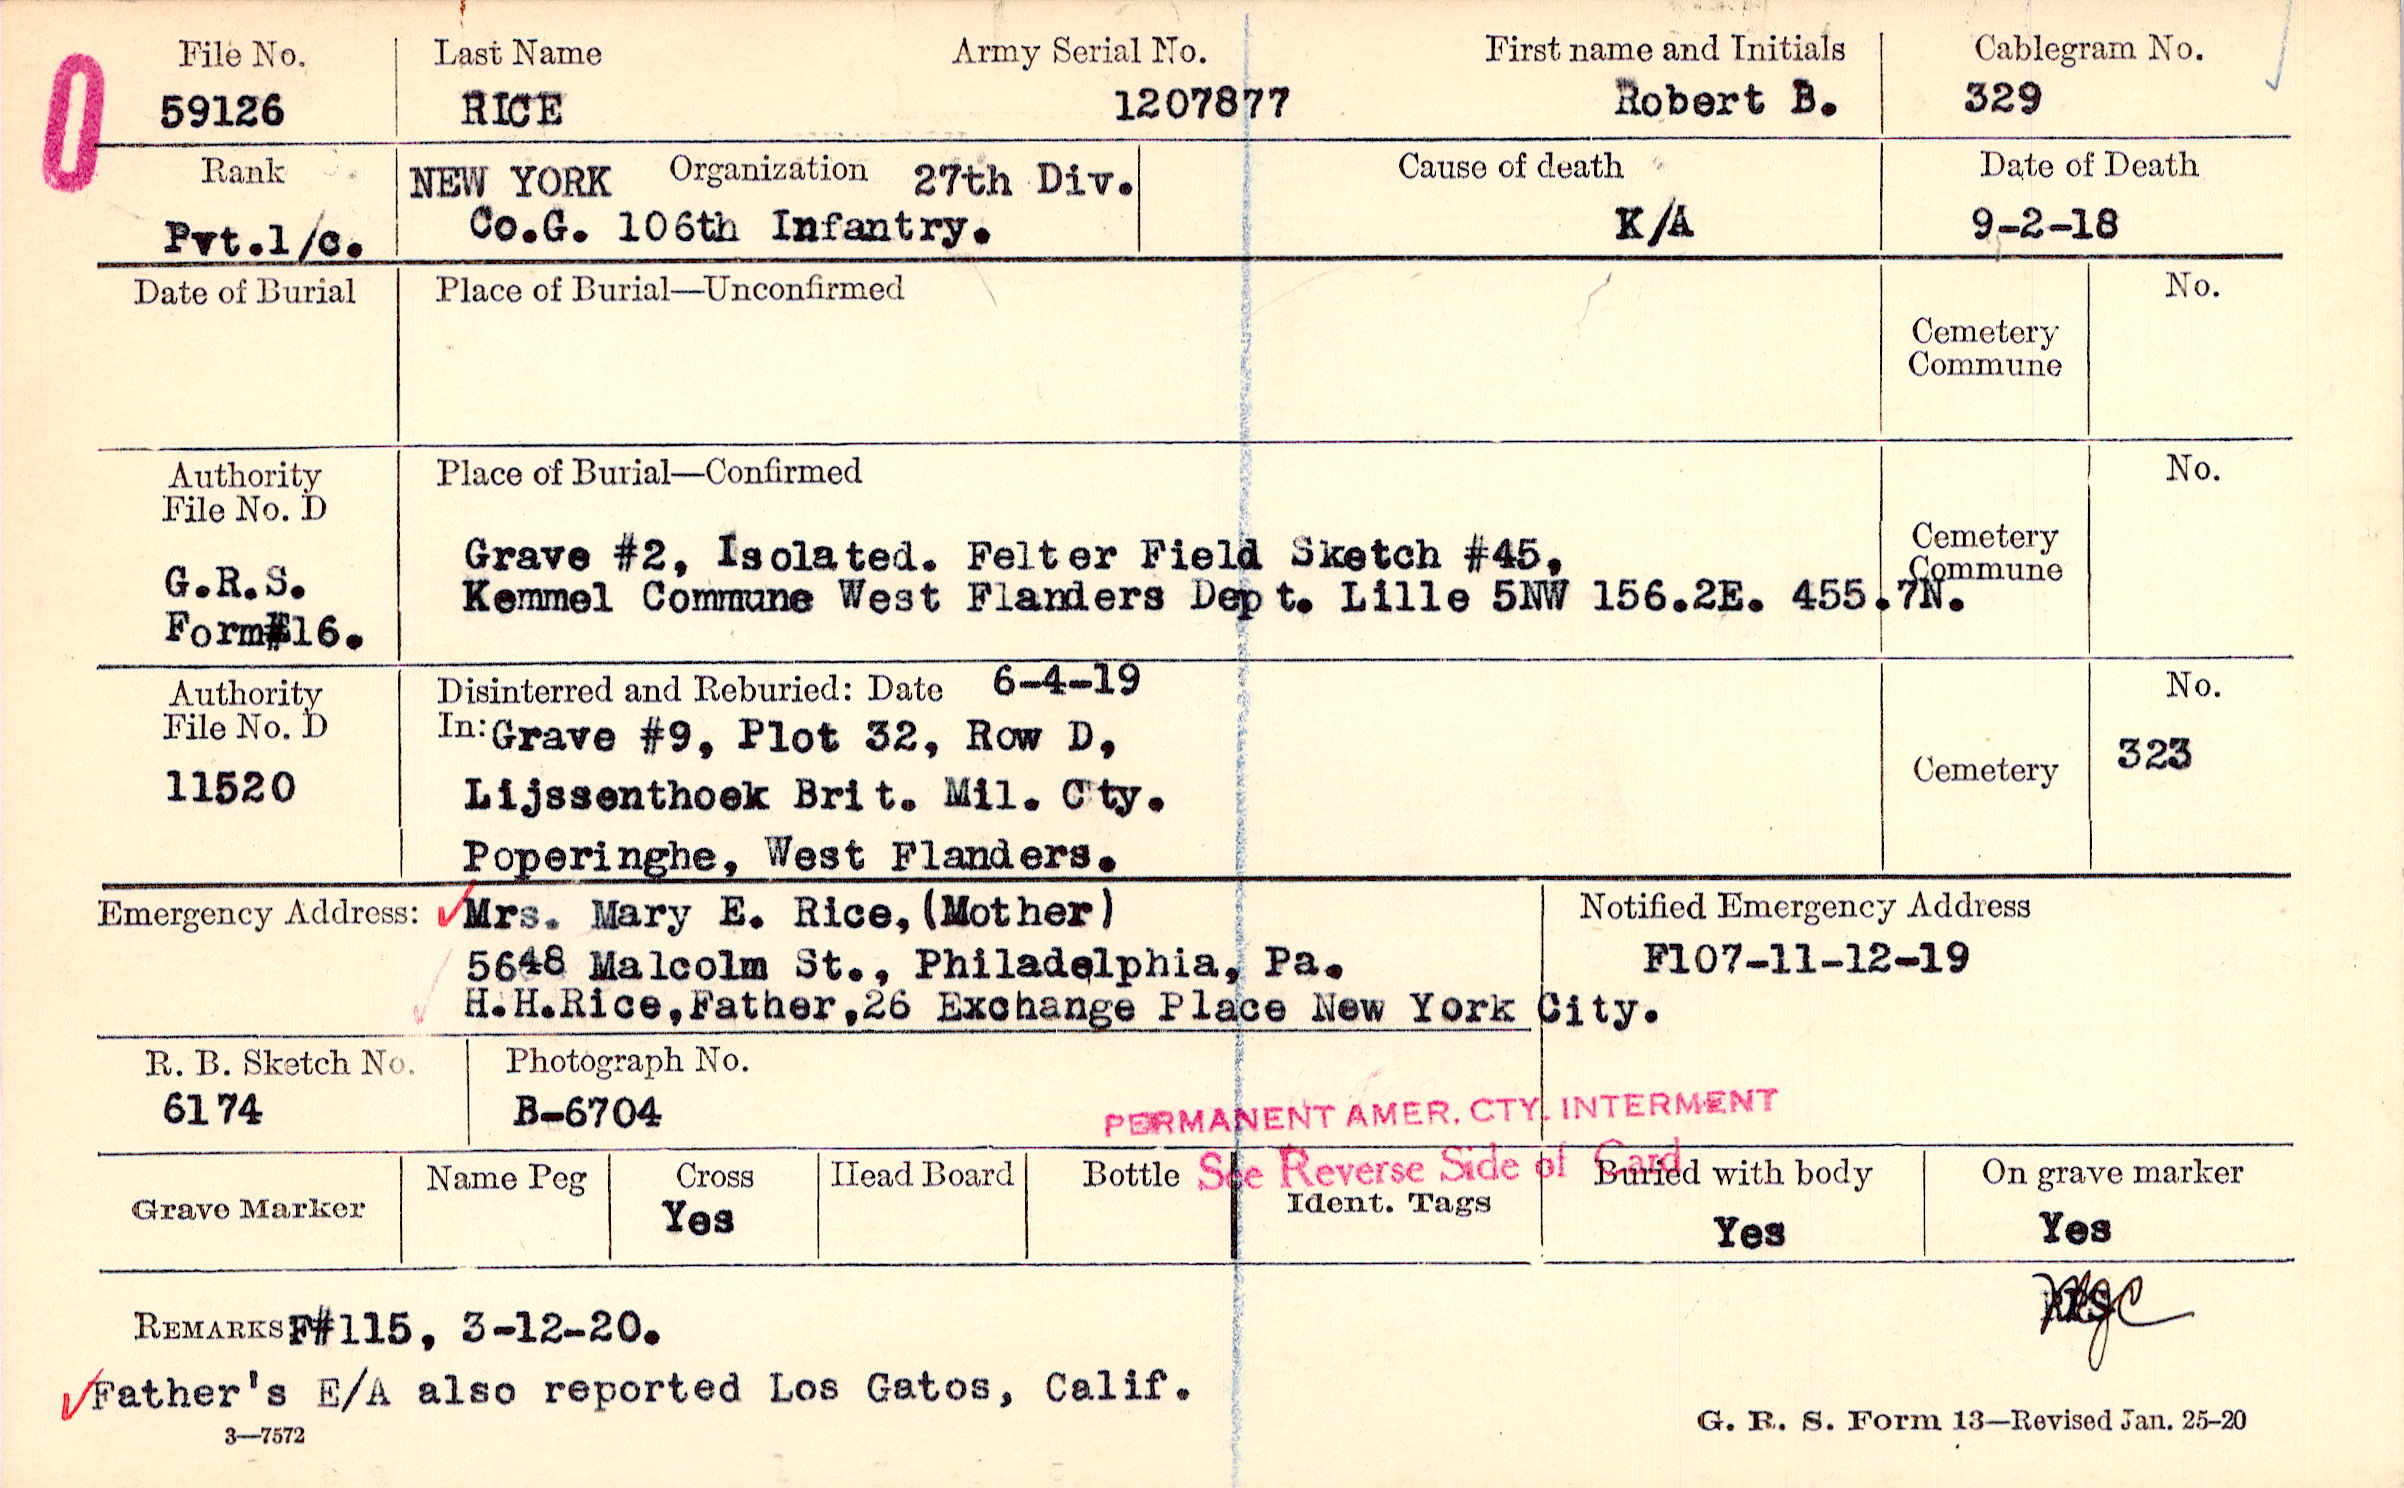 File No. Last Name Army Serial No. First name and Initials Cablegram No.
59126 RICE 1207877 Robert B. 329
Rank NEW YORK Organization 27th Div. Cause of death Date of Death
Pvt.1/c. Co.G. 106th Infantry. K/A 9-2-18
Date of Burial Place of Burial—Unconfirmed No.
Cemetery
Commune
Authority Place of Burial—Confirmed No.
File No. D
Cemetery
Commune
G.R.S. Grave #2, Isolated. Felter Field Sketch #45,
Form#16. Kemmel Commune West Flanders Dept. Lille 5NW 156.2E. 455.7N.
Authority Disinterred and Reburied: Date 6-4-19 No.
File No. D In: Grave #9, Plot 32, Row D,
11520 Lijssenthoek Brit. Mil. Cty. Cemetery 323
Poperinghe, West Flanders.
Emergency Address: Mrs. Mary E. Rice,(Mother) Notified Emergency Address
5648 Malcolm St., Philadelphia, Pa. F107-11-12-19
H.H.Rice,Father,26 Exchange Place New York City.
R. B. Sketch No. Photograph No.
6174 B-6704
PERMANENT AMER. CTY. INTERMENT
See Reverse Side of Card
Grave Marker Name Peg Cross Head Board Bottle Ident. Tags Buried with body On grave marker
Yes Yes Yes
REMARKS F#115, 3-12-20.
Father's E/A also reported Los Gatos, Calif.
3—7572 G. R. S. Form 13—Revised Jan. 25-20